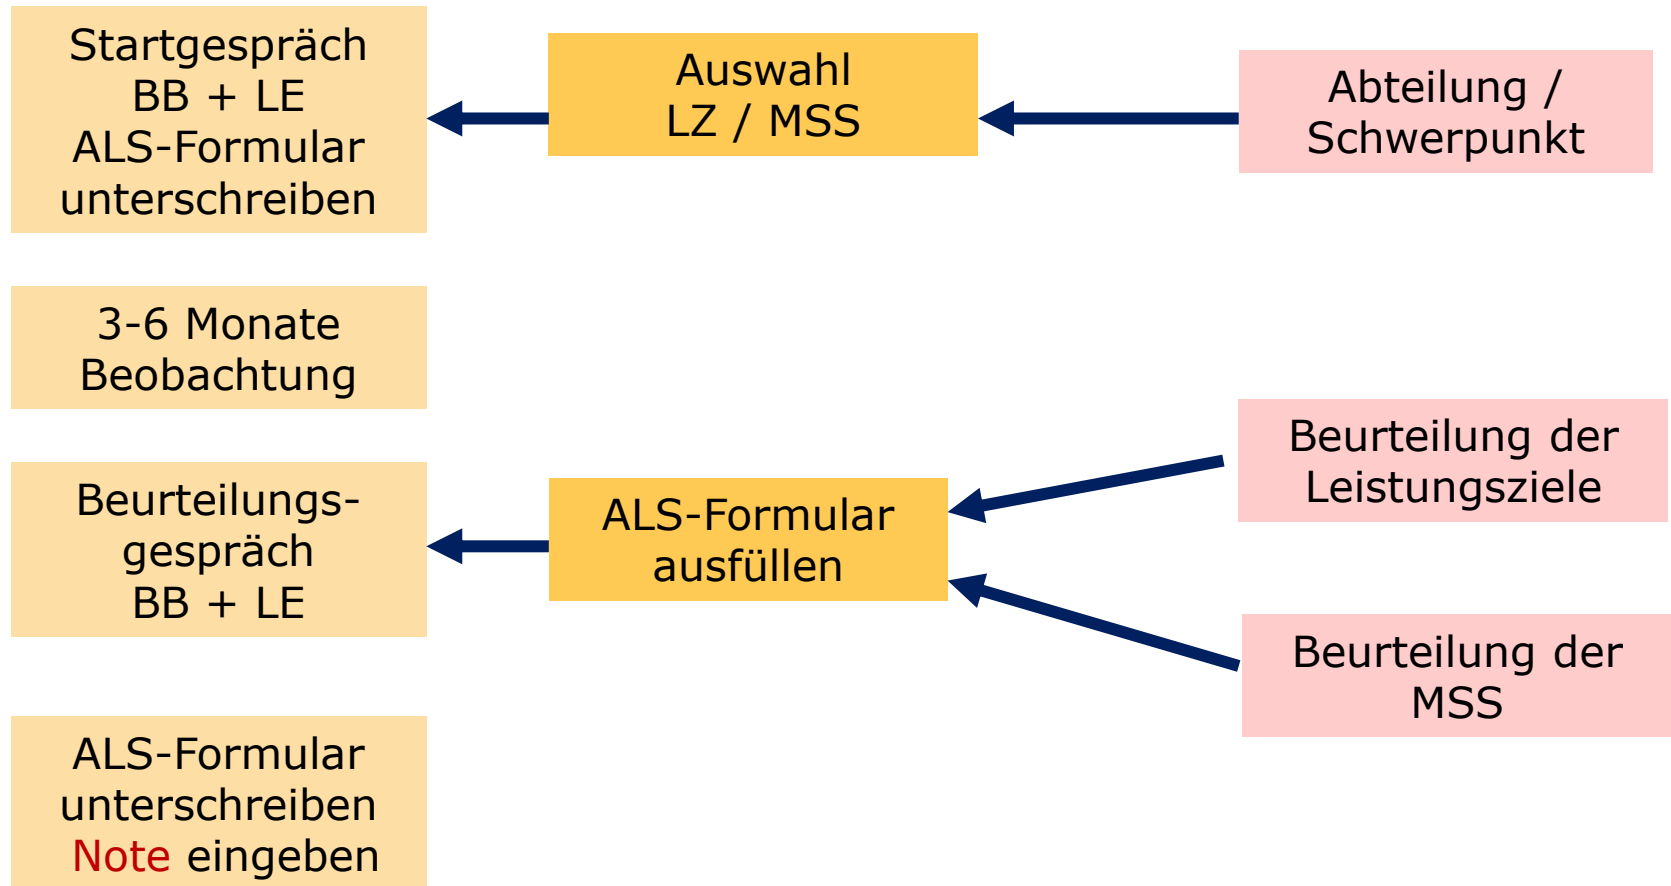 Startgespräch
BB + LE
ALS-Formular
unterschreiben
Auswahl
LZ / MSS
Abteilung /
Schwerpunkt
3-6 Monate
Beobachtung
Beurteilungs-
gespräch
BB + LE
ALS-Formular
ausfüllen
Beurteilung der
Leistungsziele
Beurteilung der
MSS
ALS-Formular
unterschreiben
Note eingeben